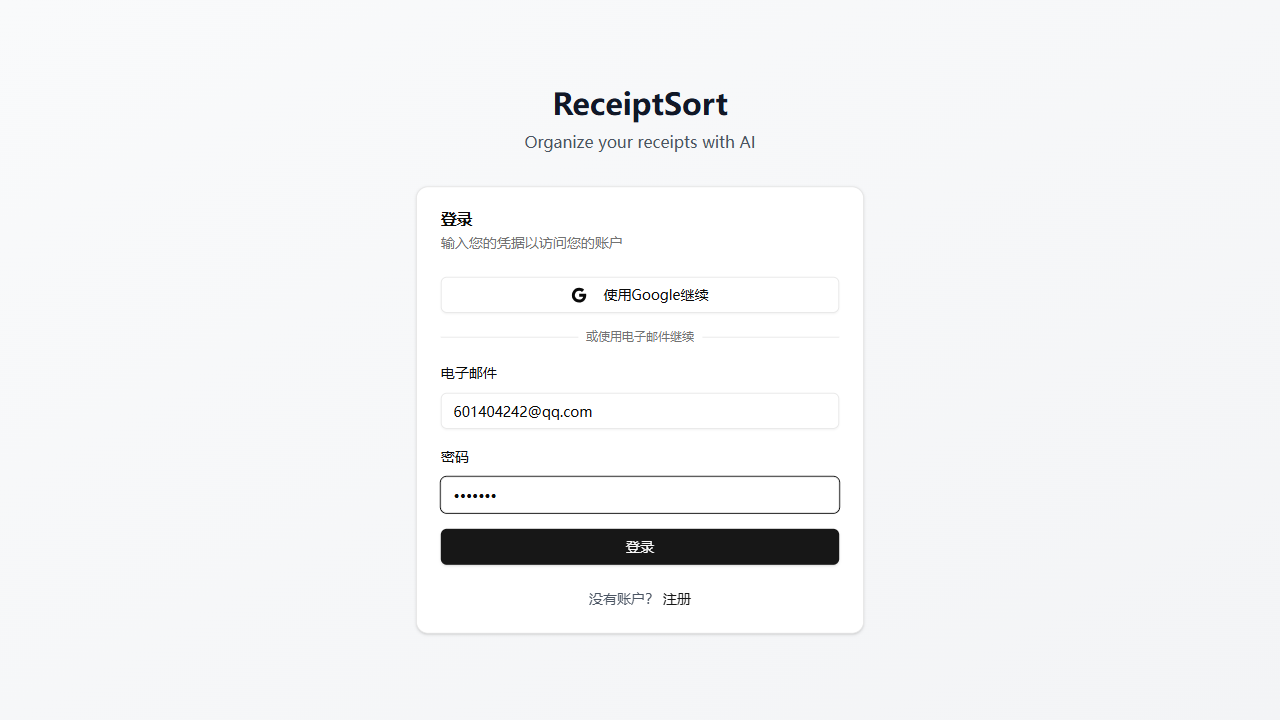 ReceiptSort
Organize your receipts with AI
登录
输入您的凭据以访问您的账户
使用Google继续
或使用电子邮件继续
电子邮件
601404242@qq.com
密码
•••••••
登录
没有账户? 注册